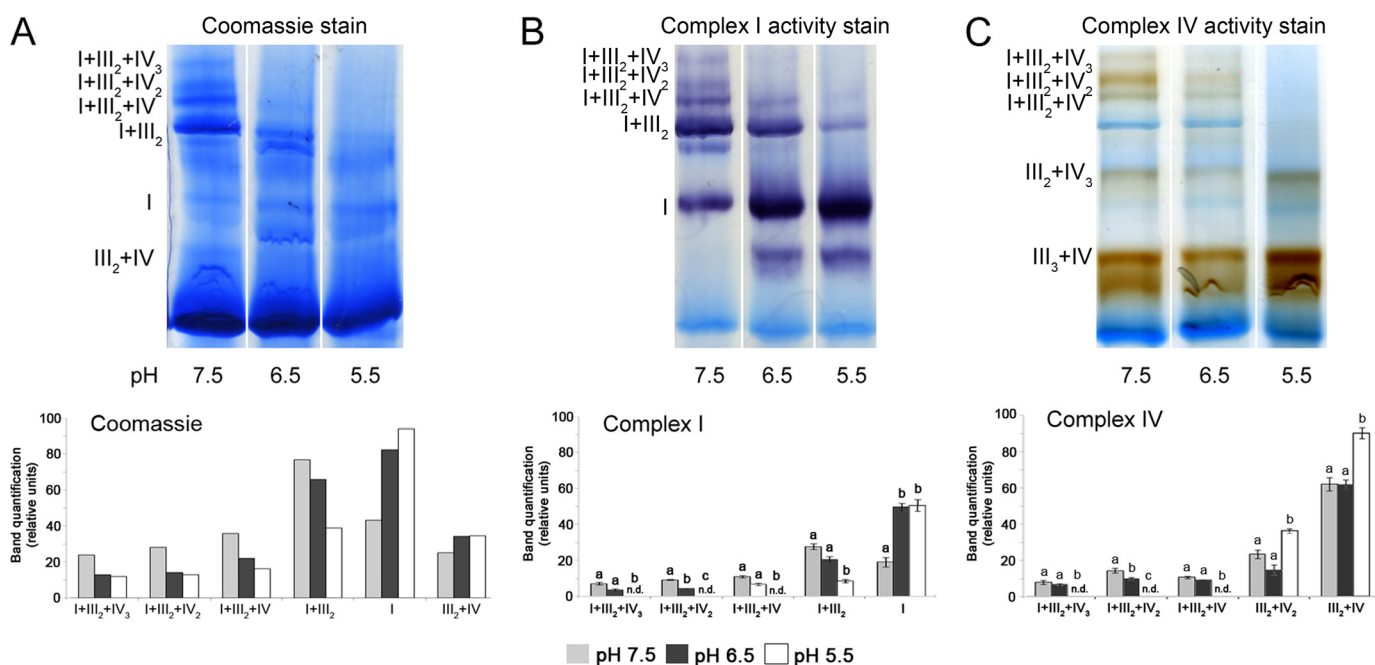 A
Coomassie stain
I+III2+IV3
I+III2+IV2
I+III2+IV
I+III2
I
III2+IV
pH 7.5 6.5 5.5
B
Complex I activity stain
I+III2+IV3
I+III2+IV2
I+III2+IV
I+III2
I
7.5 6.5 5.5
C
Complex IV activity stain
I+III2+IV3
I+III2+IV2
I+III2+IV
III2+IV3
III3+IV
7.5 6.5 5.5
Coomassie
Band quantification
(relative units)
100
80
60
40
20
0
I+III2+IV3 I+III2+IV2 I+III2+IV I+III2 I III2+IV
Complex I
Band quantification
(relative units)
100
80
60
40
20
0
a a b n.d. a b c n.d. a a b n.d. a a b a b b
I+III2+IV3 I+III2+IV2 I+III2+IV I+III2 I
Complex IV
Band quantification
(relative units)
100
80
60
40
20
0
a a b n.d. a b c n.d. a a b n.d. a a b a a b
I+III2+IV3 I+III2+IV2 I+III2+IV III2+IV2 III2+IV
pH 7.5 pH 6.5 pH 5.5